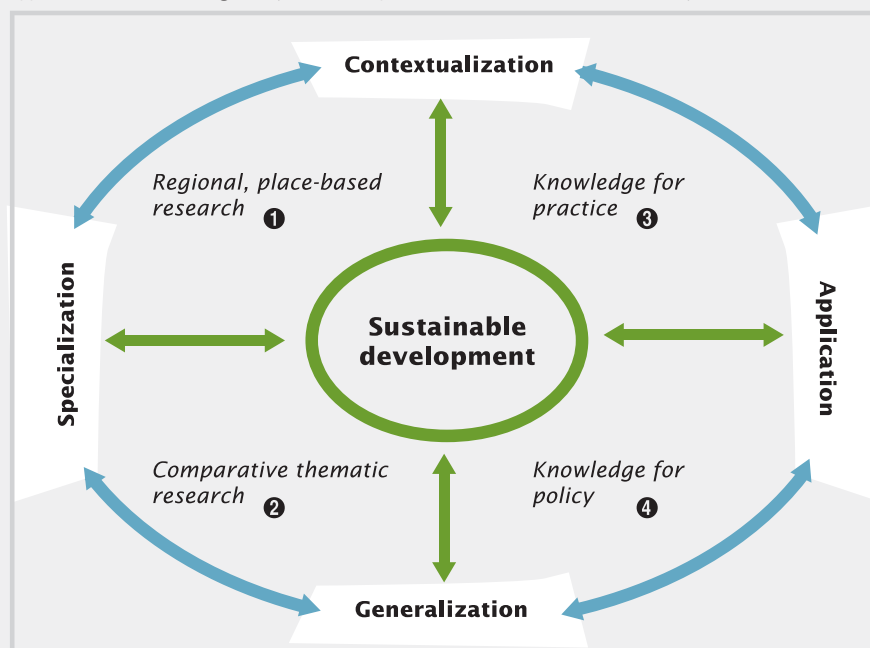 Contextualization
Regional, place-based
research ❶
Knowledge for
practice ❸
Specialization
Sustainable
development
Application
Comparative thematic
research ❷
Knowledge for
policy ❹
Generalization